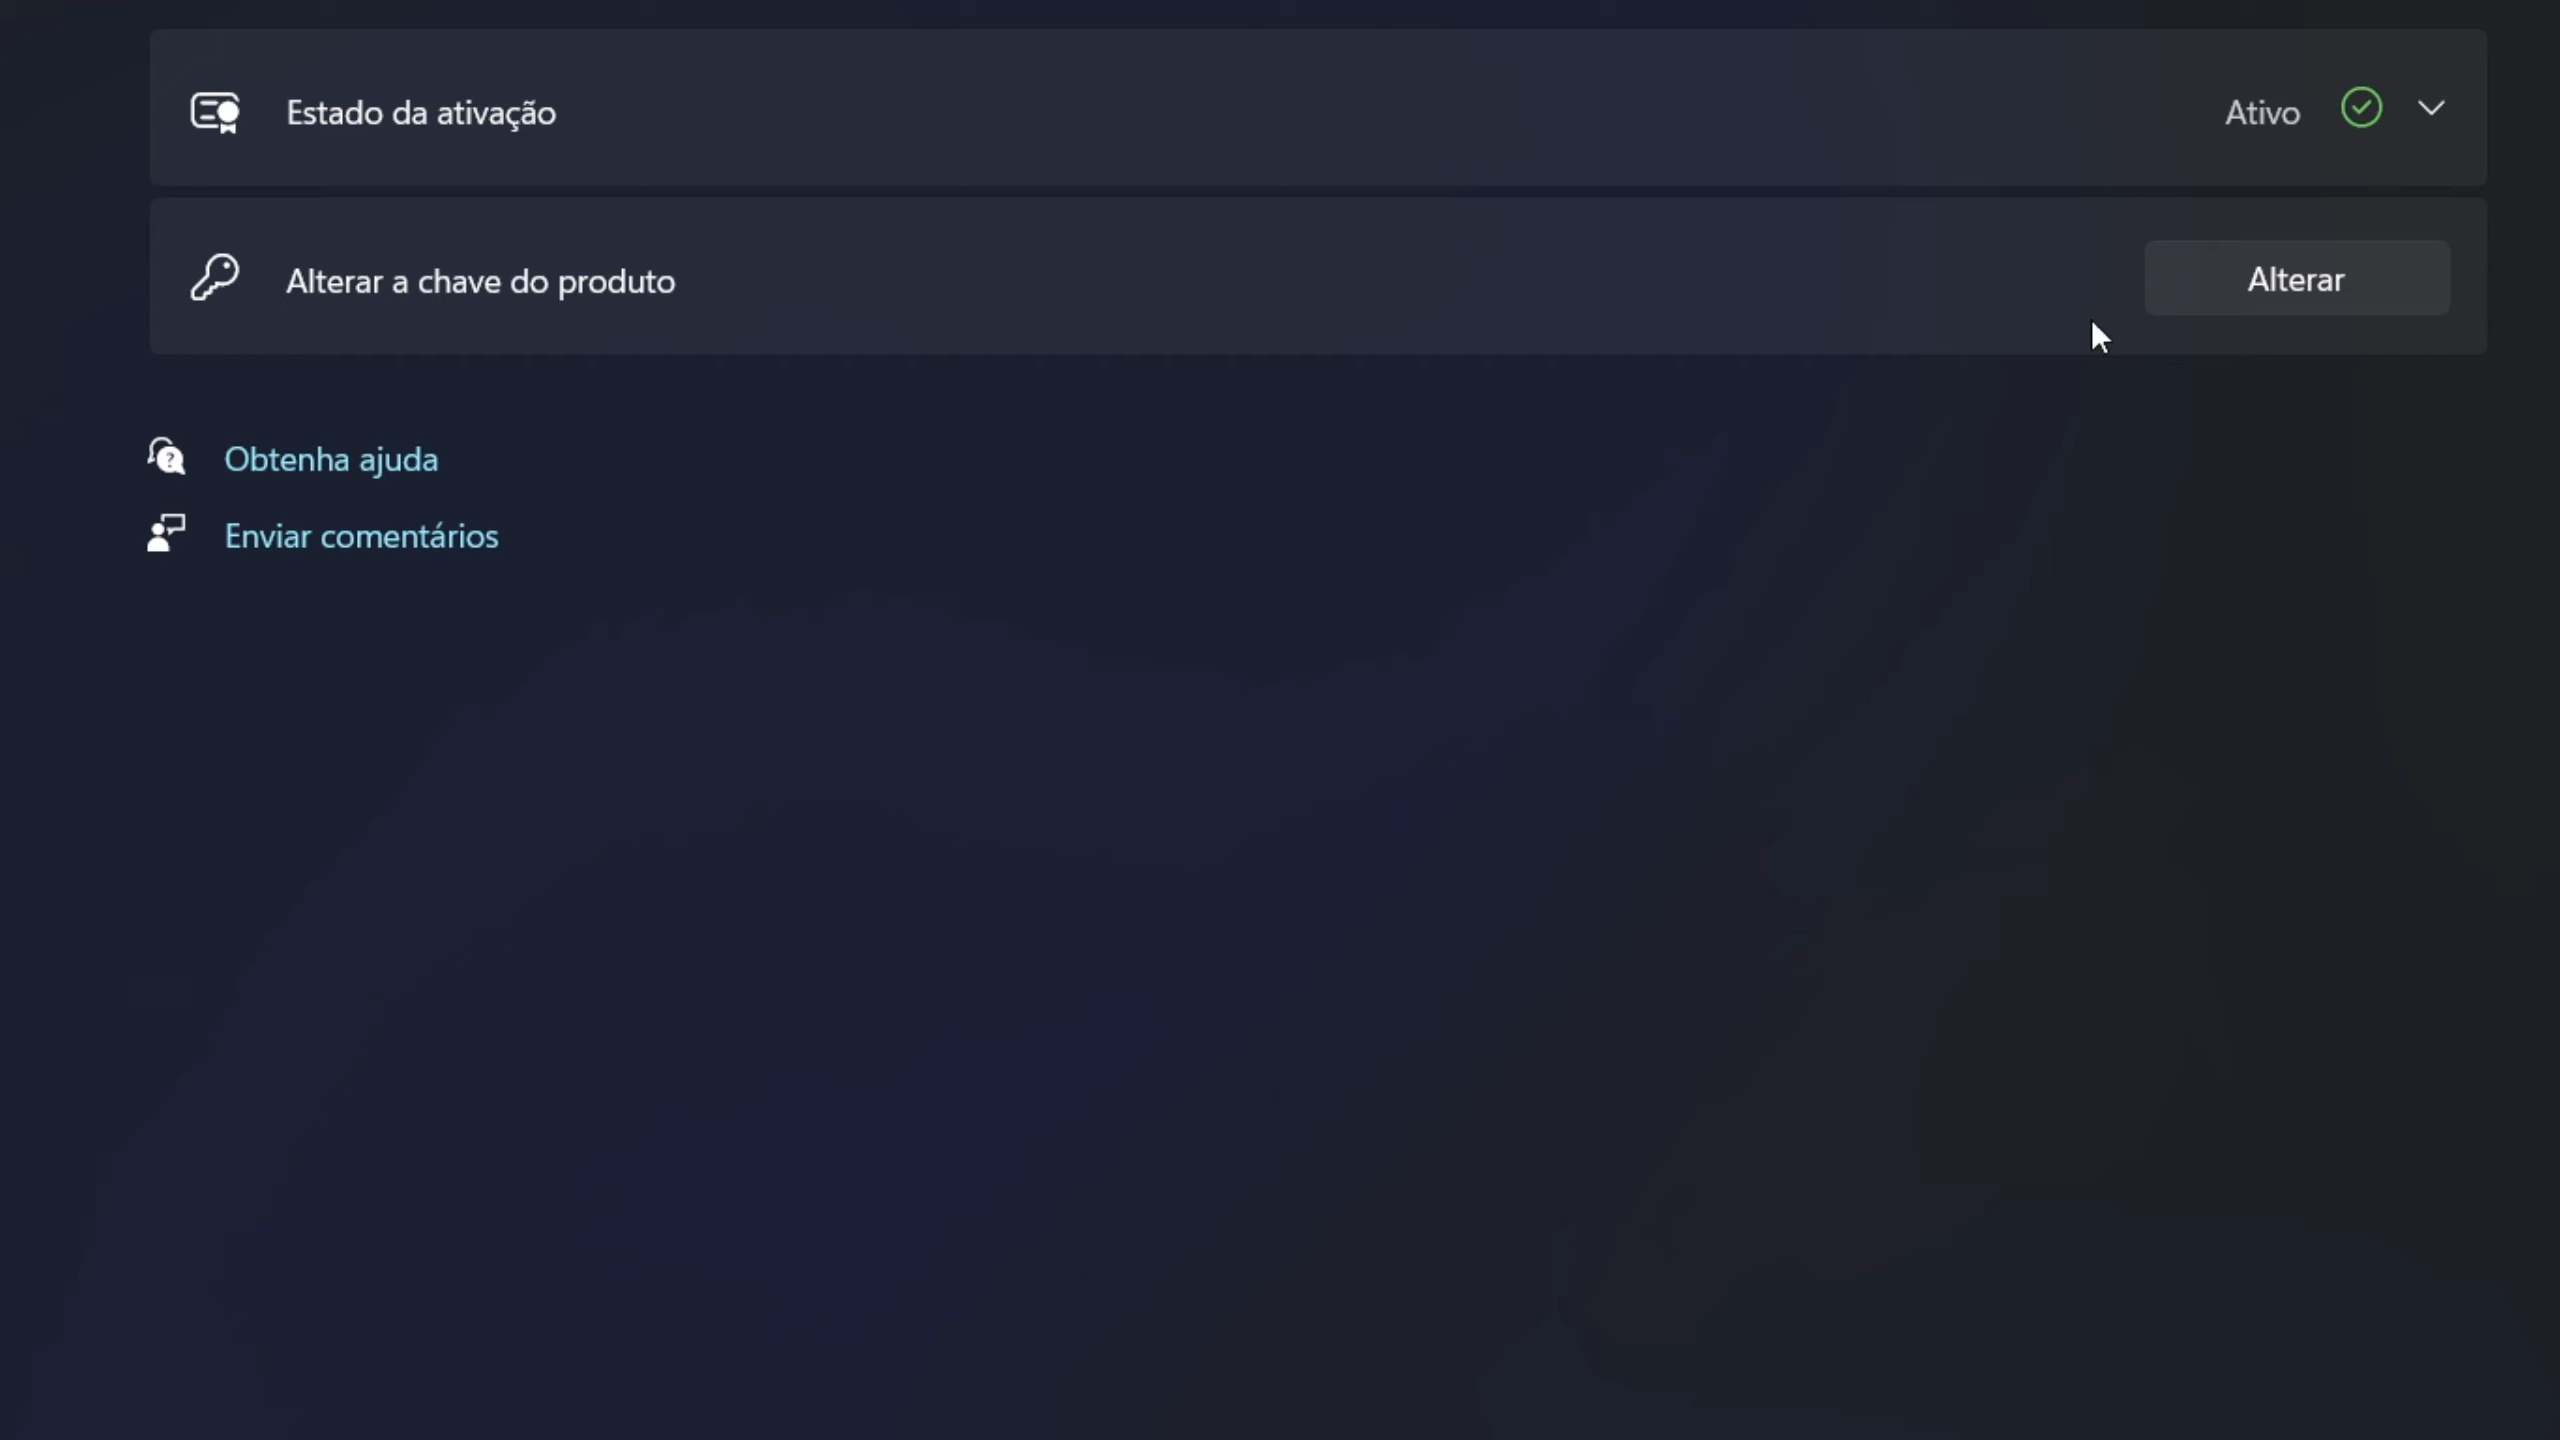 Estado da ativação
Ativo
Alterar a chave do produto
Alterar
Obtenha ajuda
Enviar comentários